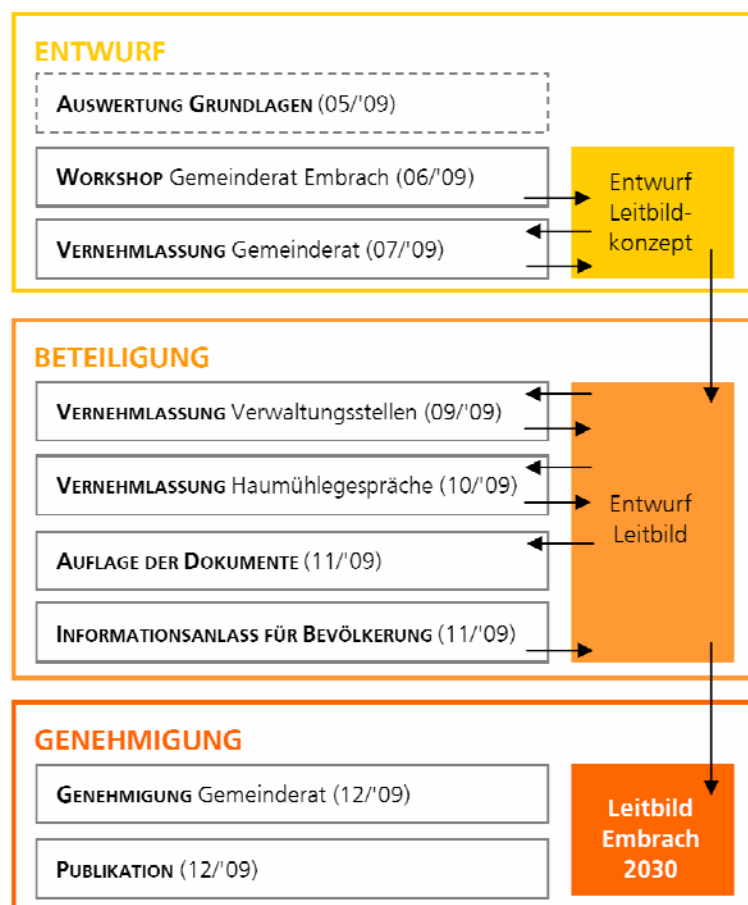 ENTWURF
AUSWERTUNG GRUNDLAGEN (05/'09)
WORKSHOP Gemeinderat Embrach (06/'09)
VERNEHMLASSUNG Gemeinderat (07/'09)
Entwurf
Leitbild-
konzept
BETEILIGUNG
VERNEHMLASSUNG Verwaltungsstellen (09/'09)
VERNEHMLASSUNG Haumühlegespräche (10/'09)
AUFLAGE DER DOKUMENTE (11/'09)
INFORMATIONSANLASS FÜR BEVÖLKERUNG (11/'09)
Entwurf
Leitbild
GENEHMIGUNG
GENEHMIGUNG Gemeinderat (12/'09)
PUBLIKATION (12/'09)
Leitbild
Embrach
2030